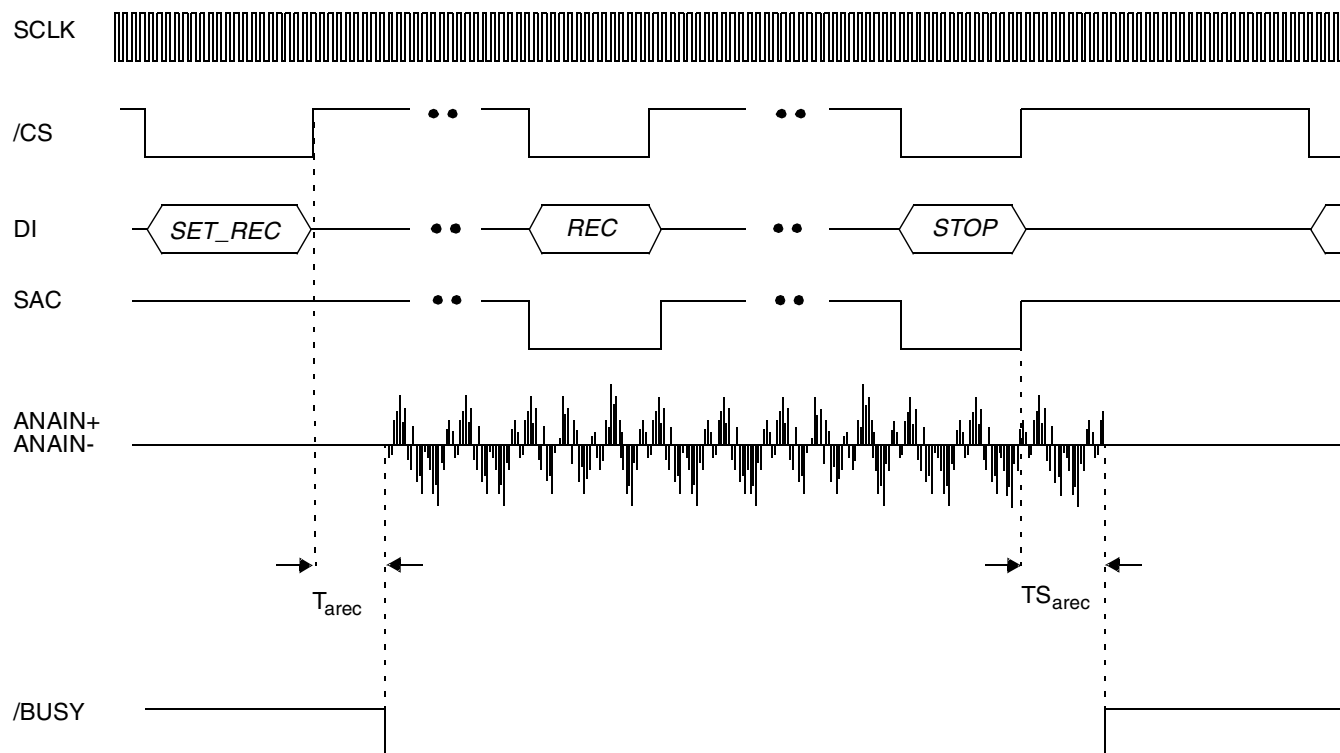 SCLK
/CS
DI
SET_REC
REC
STOP
SAC
ANAIN+
ANAIN-
Tarec
TSarec
/BUSY